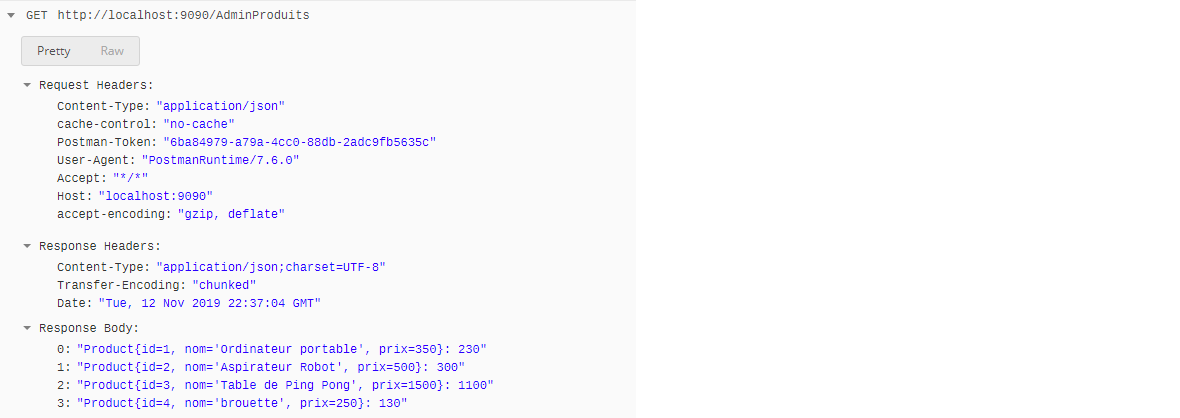 GET http://localhost:9090/AdminProduits
Pretty Raw
Request Headers:
Content-Type: "application/json"
cache-control: "no-cache"
Postman-Token: "6ba84979-a79a-4cc0-88db-2adc9fb5635c"
User-Agent: "PostmanRuntime/7.6.0"
Accept: "*/*"
Host: "localhost:9090"
accept-encoding: "gzip, deflate"
Response Headers:
Content-Type: "application/json;charset=UTF-8"
Transfer-Encoding: "chunked"
Date: "Tue, 12 Nov 2019 22:37:04 GMT"
Response Body:
0: "Product{id=1, nom='Ordinateur portable', prix=350}: 230"
1: "Product{id=2, nom='Aspirateur Robot', prix=500}: 300"
2: "Product{id=3, nom='Table de Ping Pong', prix=1500}: 1100"
3: "Product{id=4, nom='brouette', prix=250}: 130"